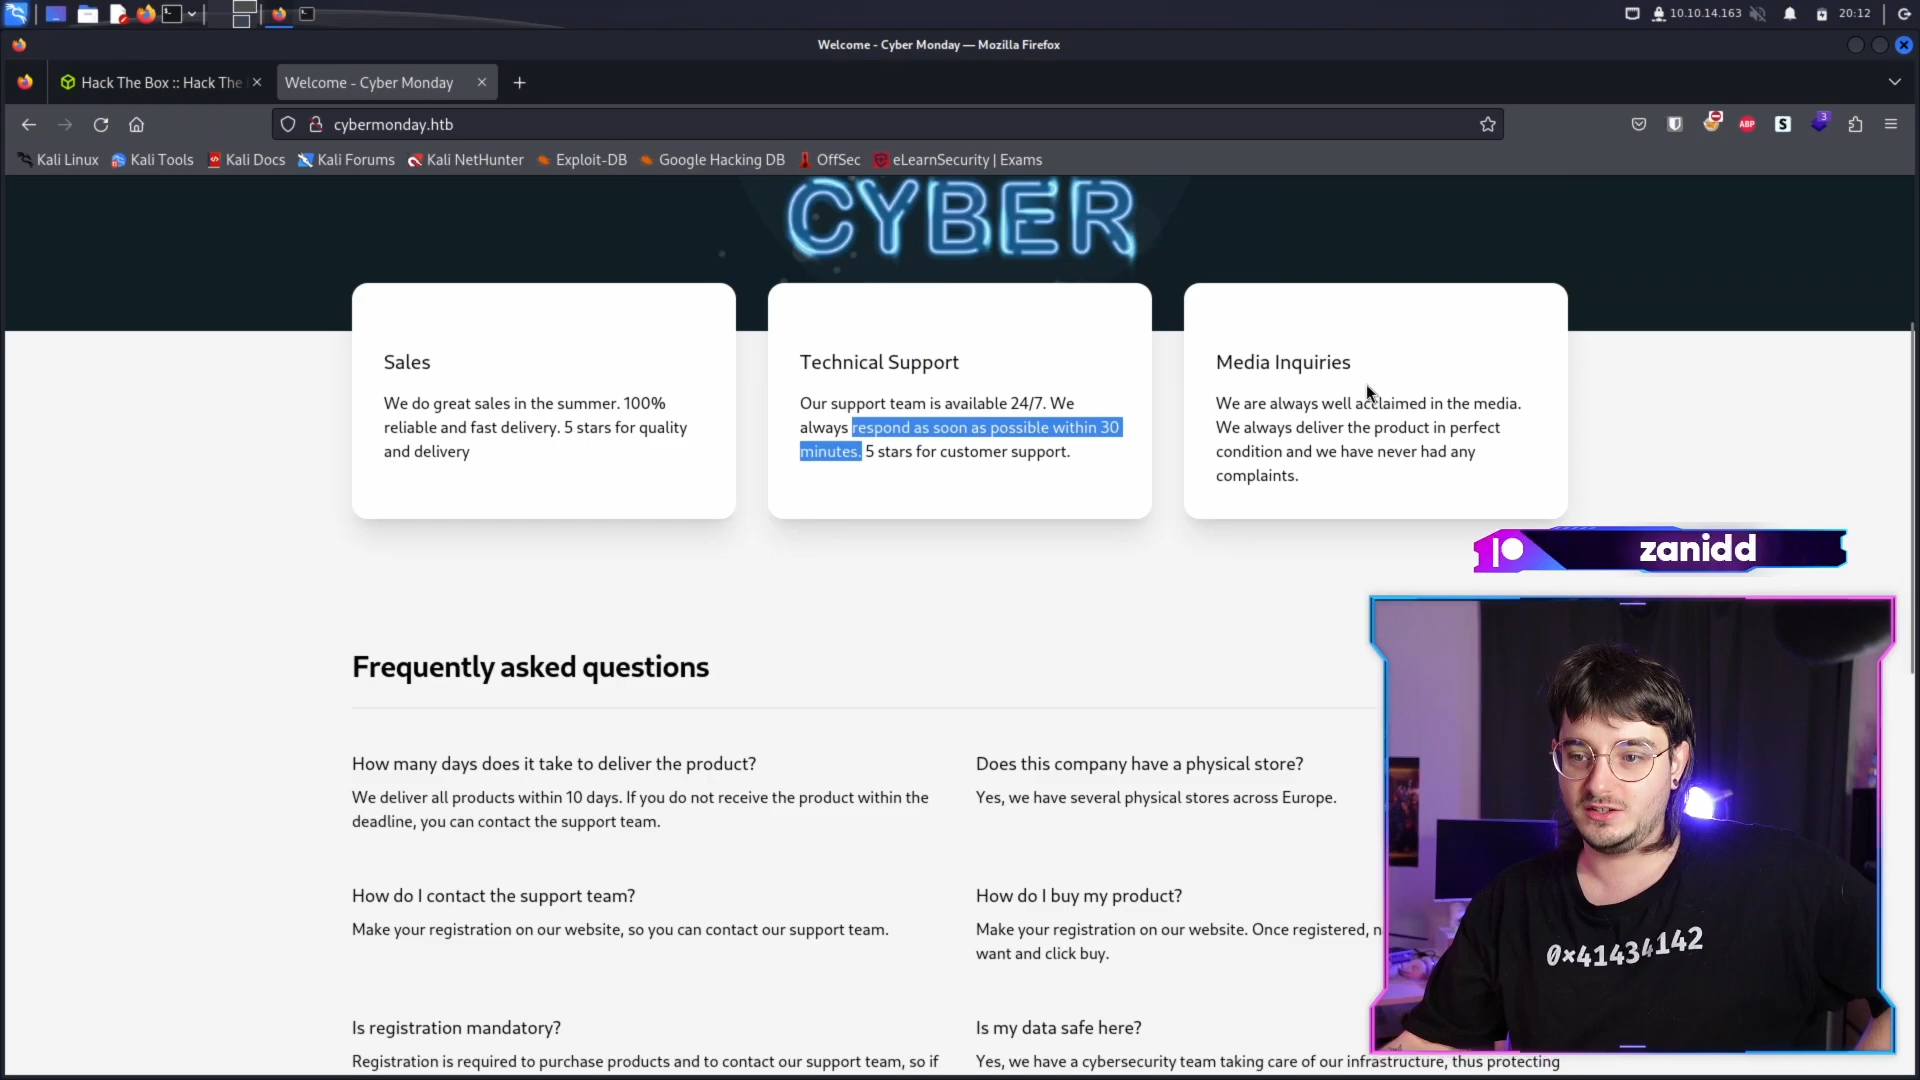 10.10.14.163
20:12
Welcome - Cyber Monday — Mozilla Firefox
Hack The Box :: Hack The
Welcome - Cyber Monday
cybermonday.htb
ABP
S
3
Kali Linux
Kali Tools
Kali Docs
Kali Forums
Kali NetHunter
Exploit-DB
Google Hacking DB
OffSec
eLearnSecurity | Exams
CYBER
Sales
We do great sales in the summer. 100%
reliable and fast delivery. 5 stars for quality
and delivery
Technical Support
Our support team is available 24/7. We
always respond as soon as possible within 30
minutes. 5 stars for customer support.
Media Inquiries
We are always well acclaimed in the media.
We always deliver the product in perfect
condition and we have never had any
complaints.
zanidd
Frequently asked questions
How many days does it take to deliver the product?
We deliver all products within 10 days. If you do not receive the product within the
deadline, you can contact the support team.
Does this company have a physical store?
Yes, we have several physical stores across Europe.
How do I contact the support team?
Make your registration on our website, so you can contact our support team.
How do I buy my product?
Make your registration on our website. Once registered,
want and click buy.
Is registration mandatory?
Registration is required to purchase products and to contact our support team, so if
Is my data safe here?
Yes, we have a cybersecurity team taking care of our infrastructure, thus protecting
0x41434142